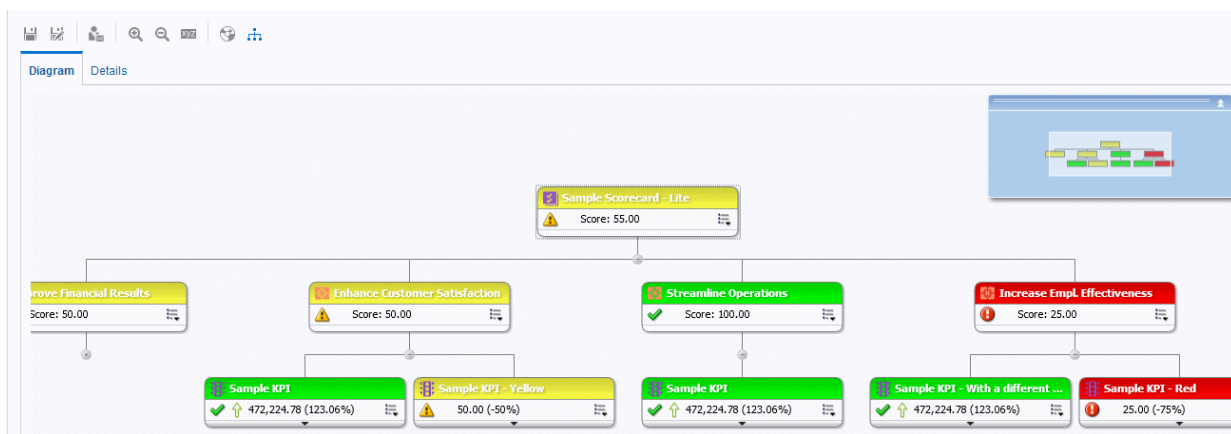 XYZ
Diagram Details
Sample Scorecard - Lite
Score: 55.00
prove Financial Results
Score: 50.00
Enhance Customer Satisfaction
Score: 50.00
Streamline Operations
Score: 100.00
Increase Empl. Effectiveness
Score: 25.00
Sample KPI
472,224.78 (123.06%)
Sample KPI - Yellow
50.00 (-50%)
Sample KPI
472,224.78 (123.06%)
Sample KPI - With a different ...
472,224.78 (123.06%)
Sample KPI - Red
25.00 (-75%)